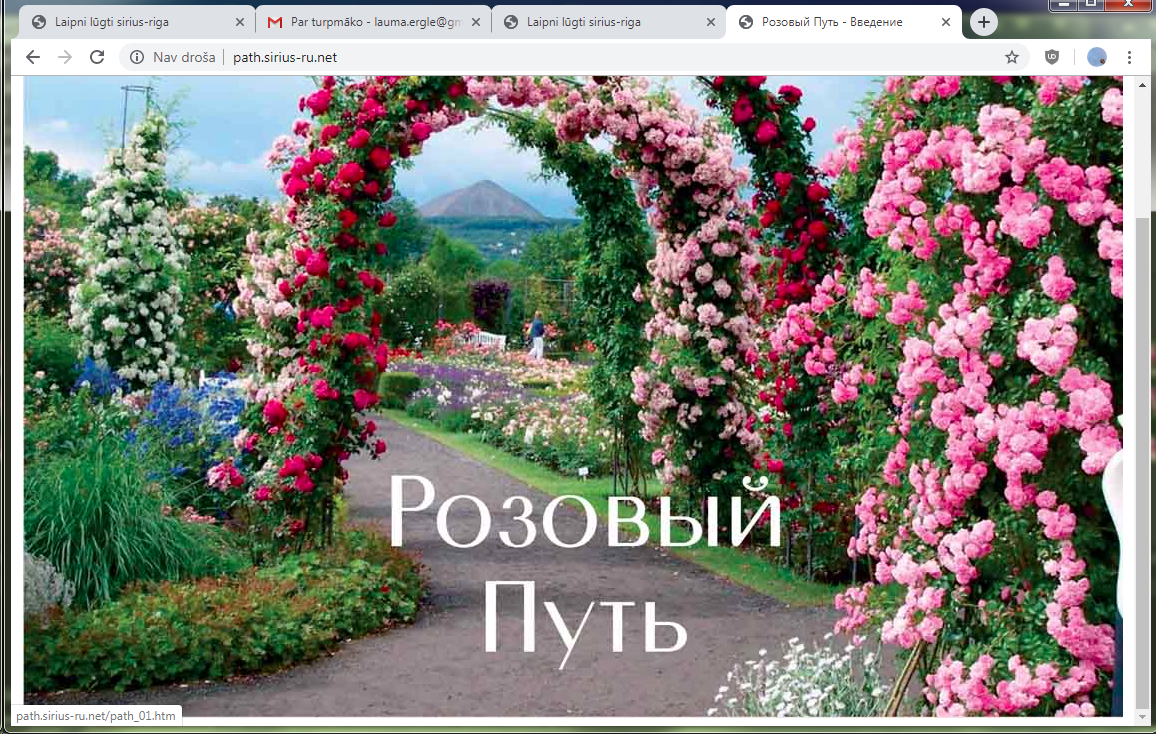 Laipni lūgti sirius-riga
Par turpmāko - lauma.ergle@gm
Laipni lūgti sirius-riga
Розовый Путь - Введение
Nav droša
path.sirius-ru.net
Розовый
Путь
path.sirius-ru.net/path_01.htm